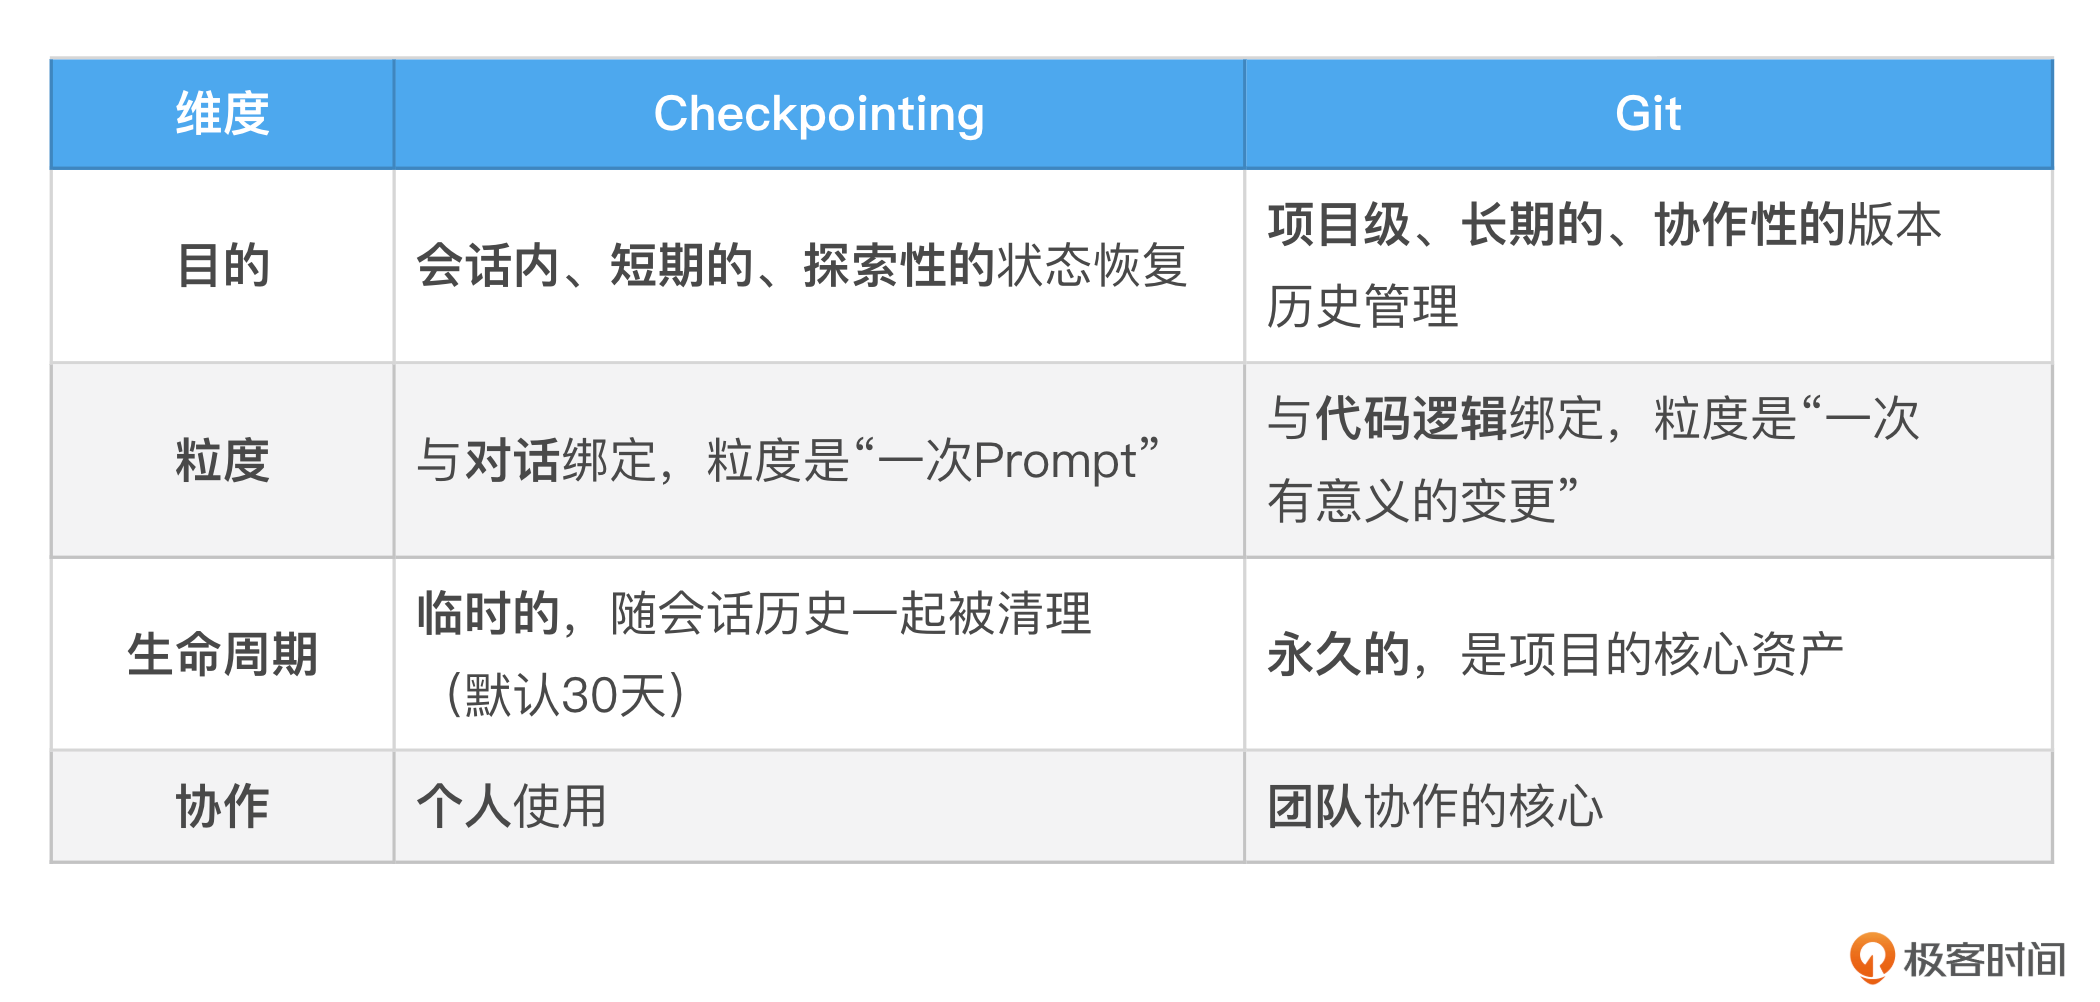 维度
Checkpointing
Git
目的
会话内、短期的、探索性的状态恢复
项目级、长期的、协作性的版本
历史管理
粒度
与对话绑定，粒度是“一次Prompt”
与代码逻辑绑定，粒度是“一次
有意义的变更”
生命周期
临时的，随会话历史一起被清理
（默认30天）
永久的，是项目的核心资产
协作
个人使用
团队协作的核心
极客时间